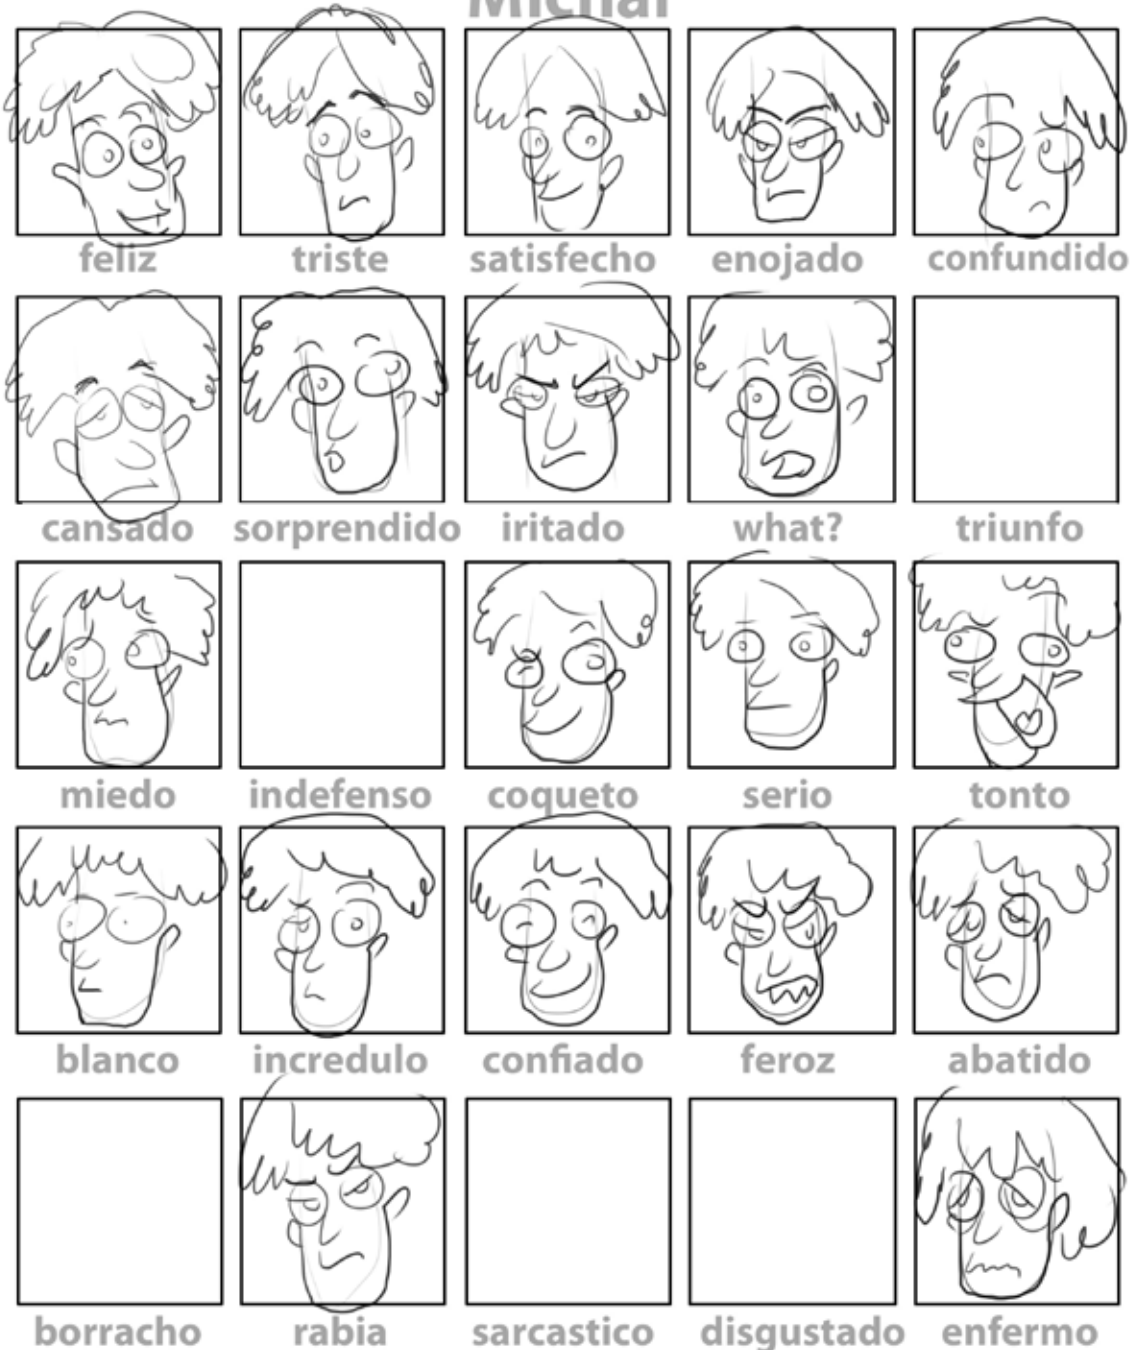 Michal
feliz triste satisfecho enojado confundido
cansado sorprendido iritado what? triunfo
miedo indefenso coqueto serio tonto
blanco incredulo confiado feroz abatido
borracho rabia sarcastico disgustado enfermo